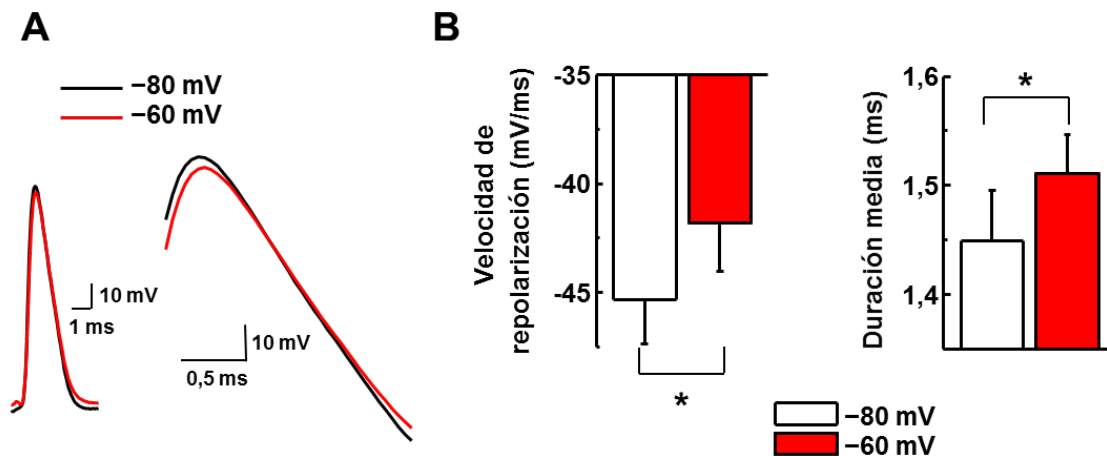 A
−80 mV
−60 mV
10 mV
1 ms
10 mV
0,5 ms
B
Velocidad de
repolarización (mV/ms)
-35
-40
-45
*
Duración media (ms)
1,6
1,5
1,4
*
−80 mV
−60 mV